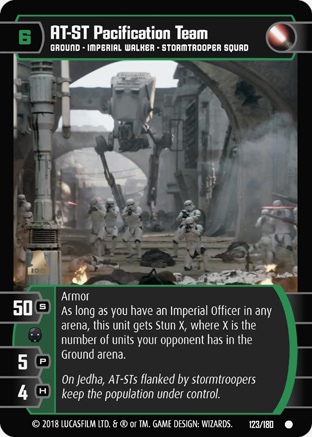 6
AT-ST Pacification Team
GROUND - IMPERIAL WALKER - STORMTROOPER SQUAD
50 S
5 P
4 H
Armor
As long as you have an Imperial Officer in any
arena, this unit gets Stun X, where X is the
number of units your opponent has in the
Ground arena.
On Jedha, AT-STs flanked by stormtroopers
keep the population under control.
© 2018 LUCASFILM LTD. & ® or TM. GAME DESIGN: WIZARDS.
123/180